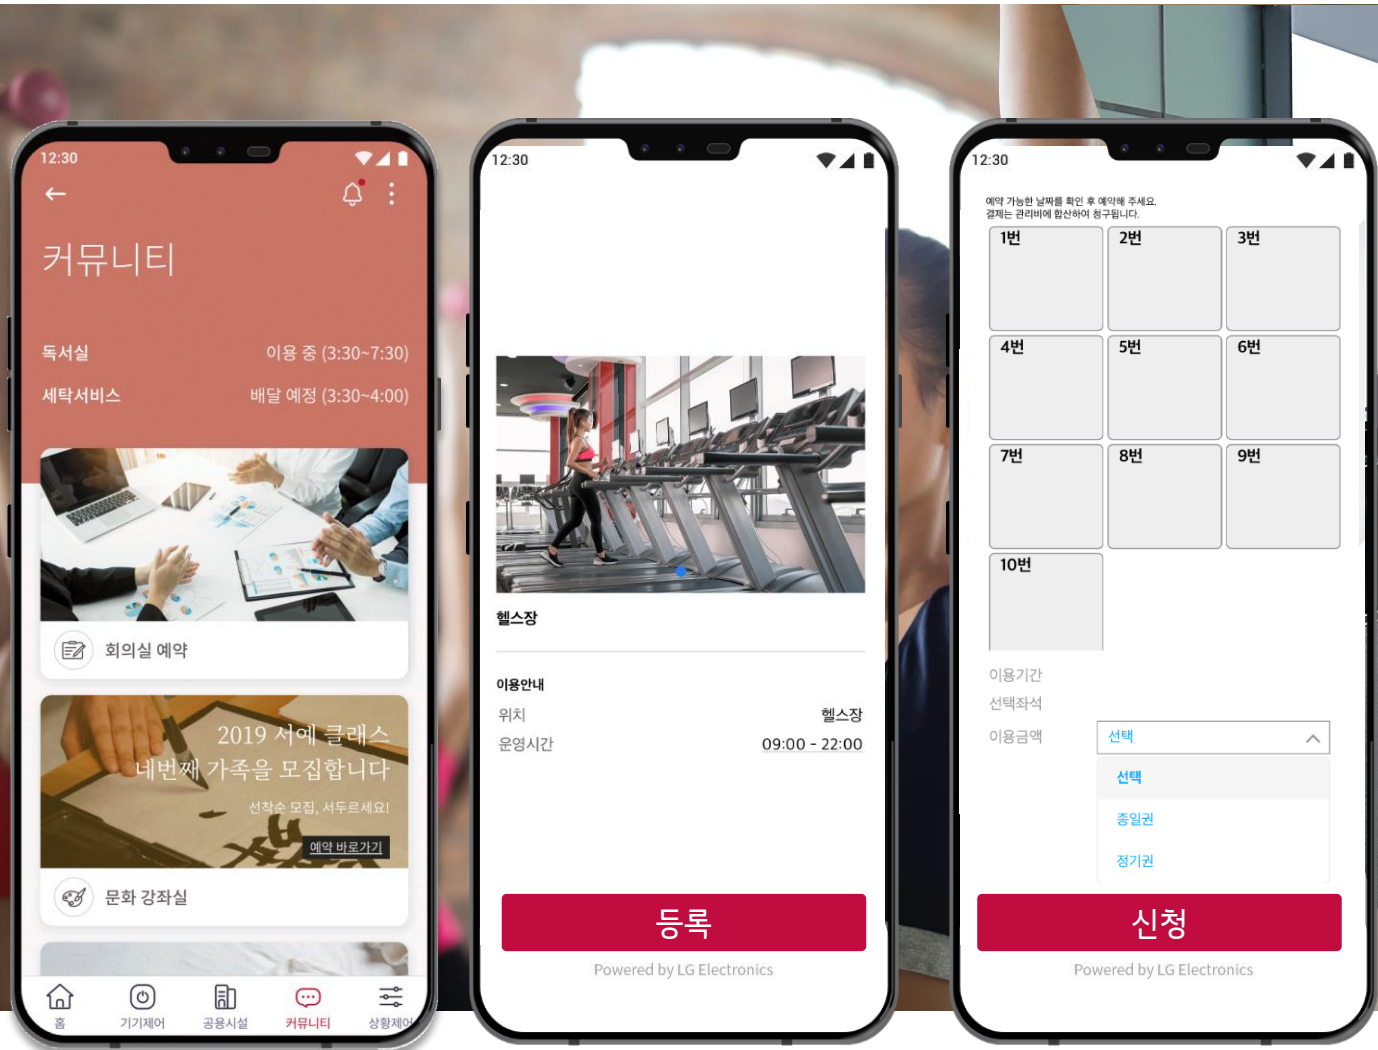 12:30
커뮤니티
독서실 이용 중 (3:30~7:30)
세탁서비스 배달 예정 (3:30~4:00)
회의실 예약
2019 서예 클래스
네번째 가족을 모집합니다
선착순 모집, 서두르세요!
예약 바로가기
문화 강좌실
홈 기기제어 공용시설 커뮤니티 상황제어
12:30
헬스장
이용안내
위치 헬스장
운영시간 09:00 - 22:00
등록
Powered by LG Electronics
12:30
예약 가능한 날짜를 확인 후 예약해 주세요.
결제는 관리비에 합산하여 청구됩니다.
1번 2번 3번
4번 5번 6번
7번 8번 9번
10번
이용기간
선택좌석
이용금액 선택
선택
종일권
정기권
신청
Powered by LG Electronics